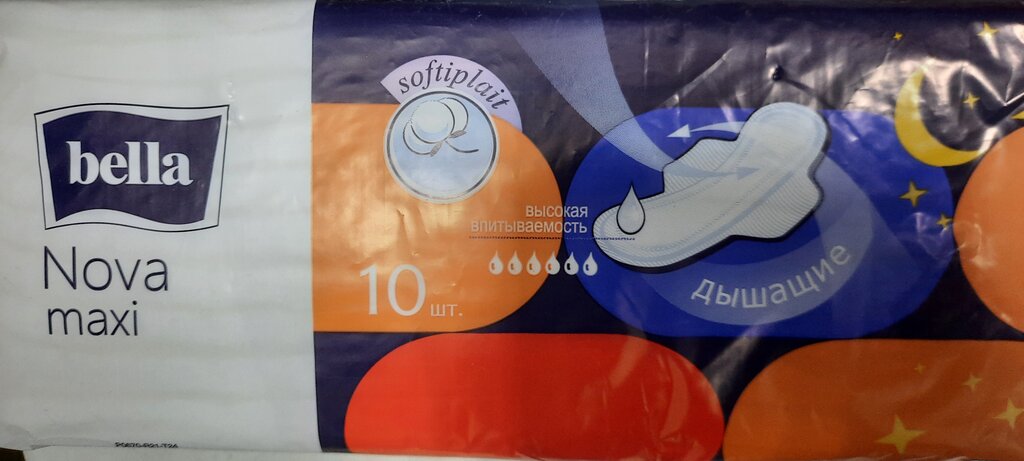 bella
Nova
maxi
softiplait
высокая
впитываемость
10 шт.
дышащие